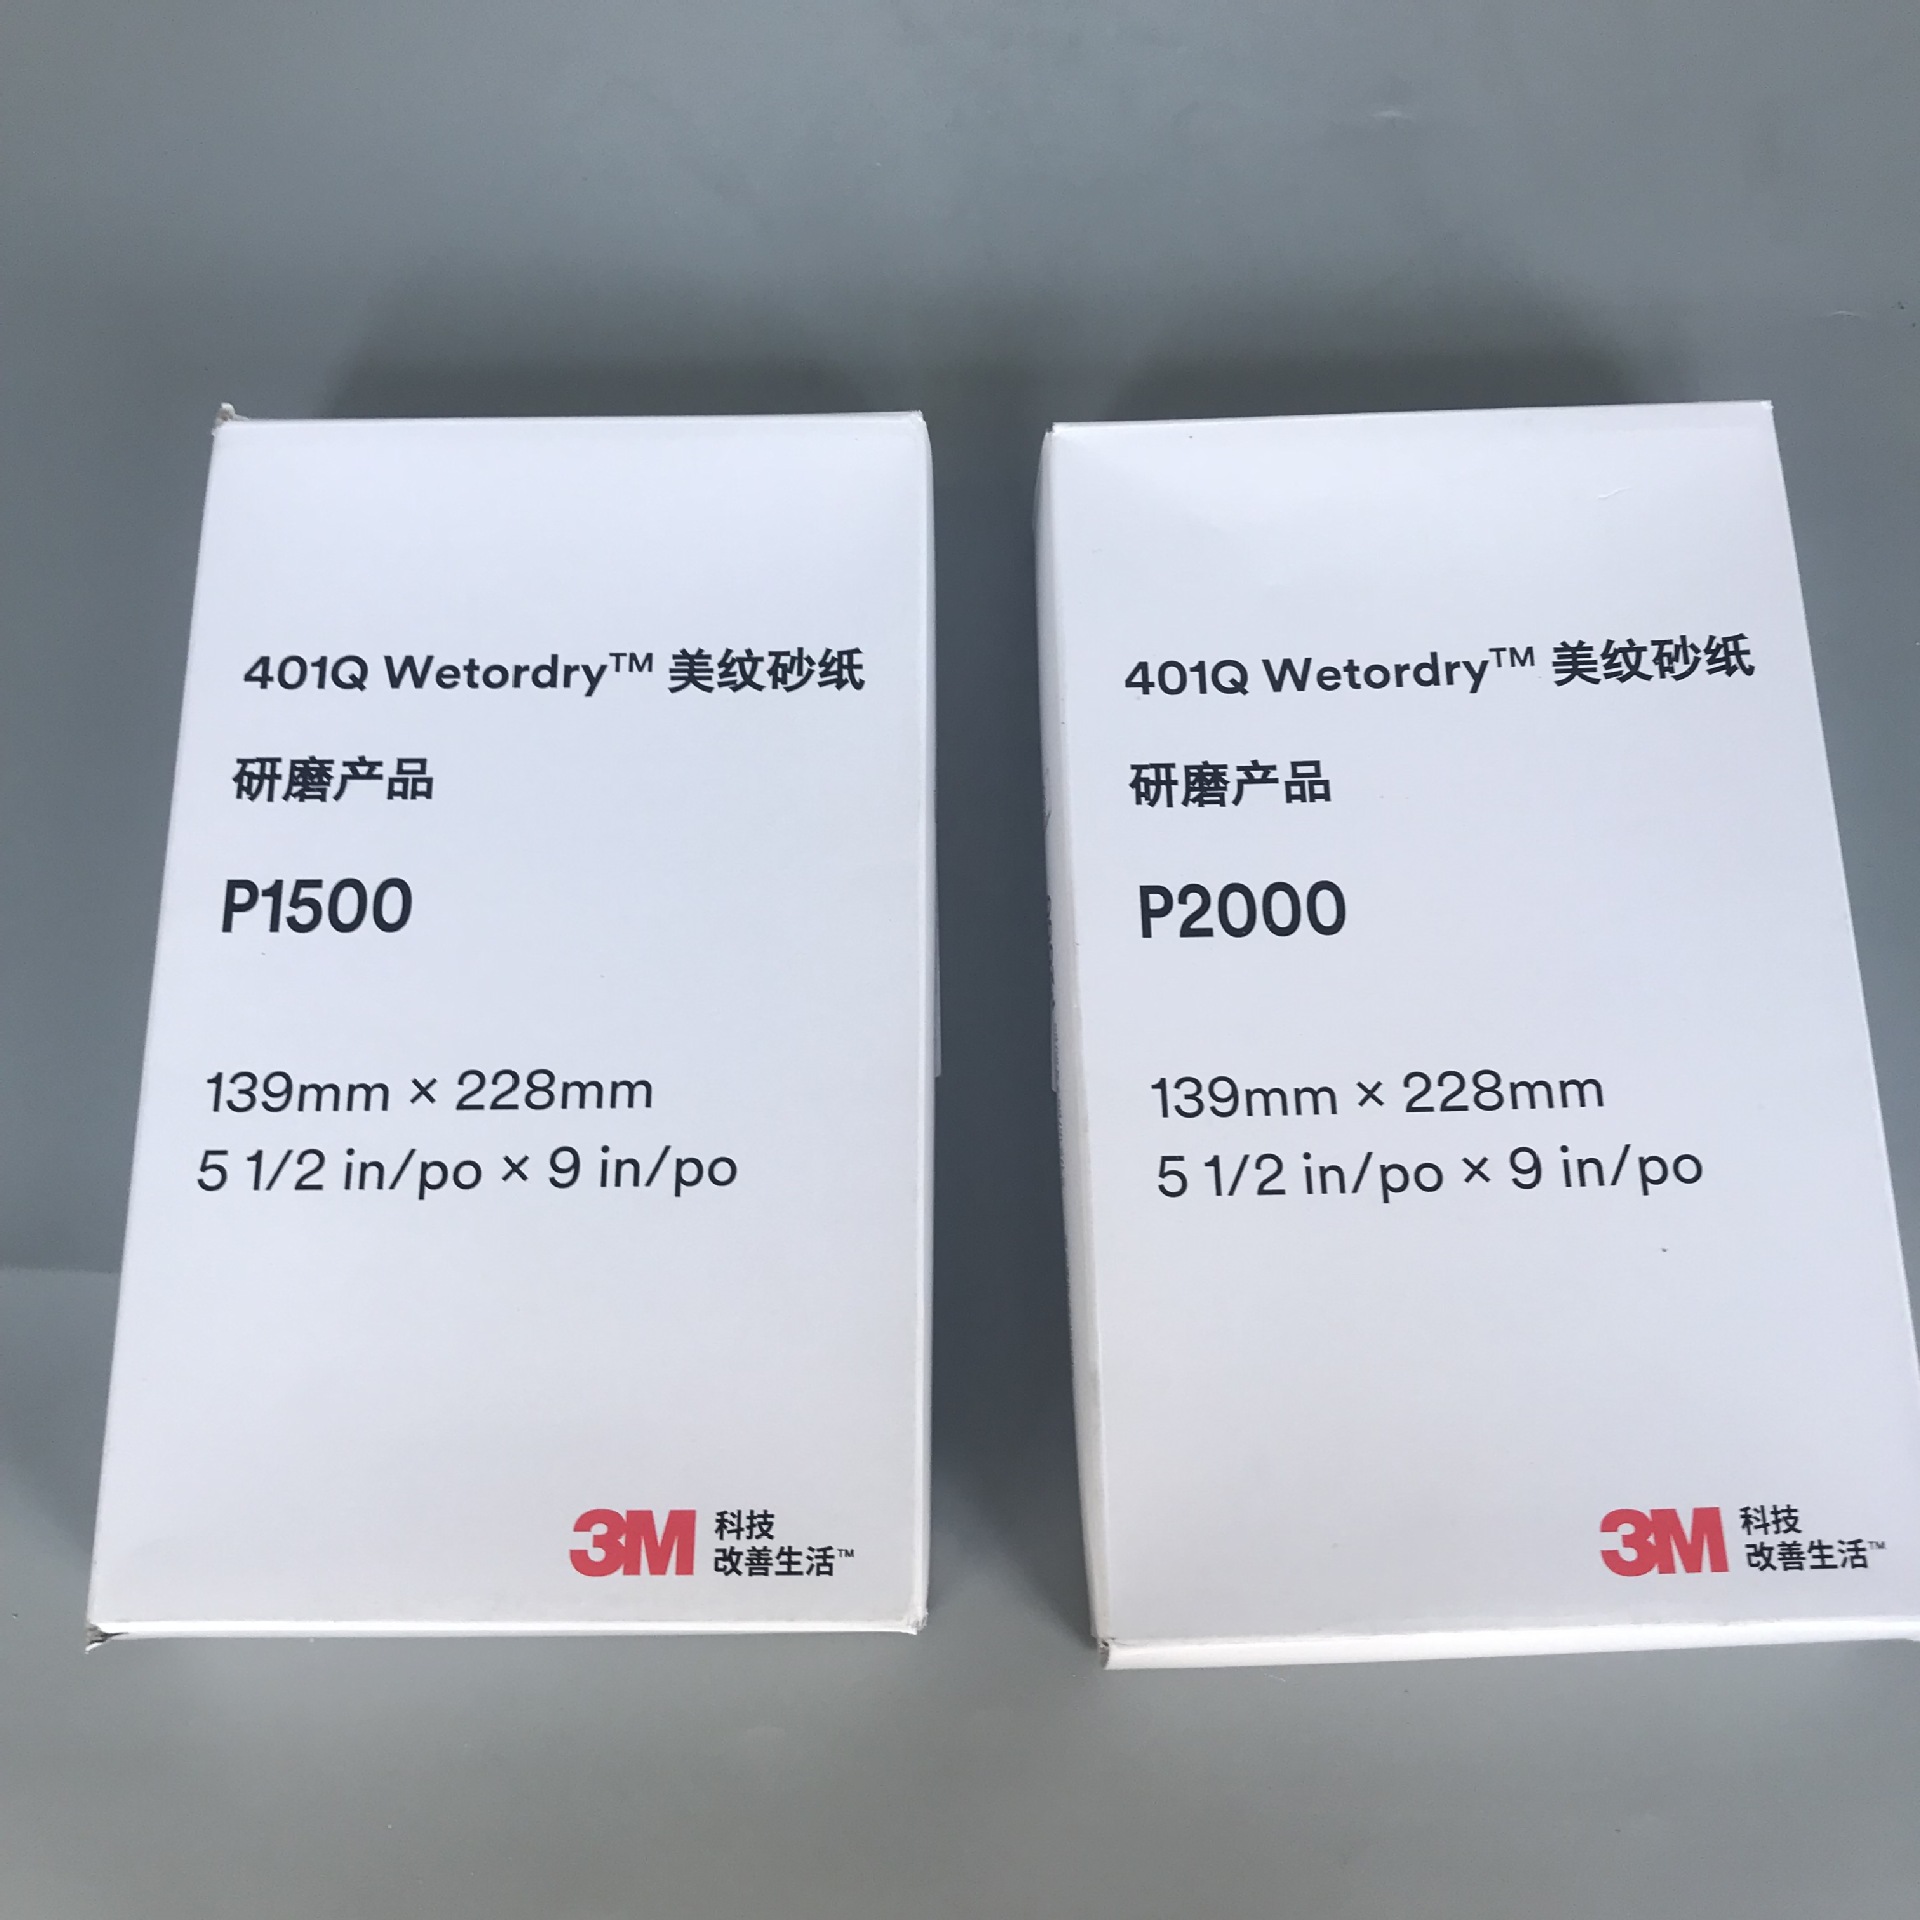 401Q Wetordry™ 美纹砂纸
研磨产品
P1500
139mm × 228mm
5 1/2 in/po × 9 in/po
3M 科技
改善生活™
401Q Wetordry™ 美纹砂纸
研磨产品
P2000
139mm × 228mm
5 1/2 in/po × 9 in/po
3M 科技
改善生活™